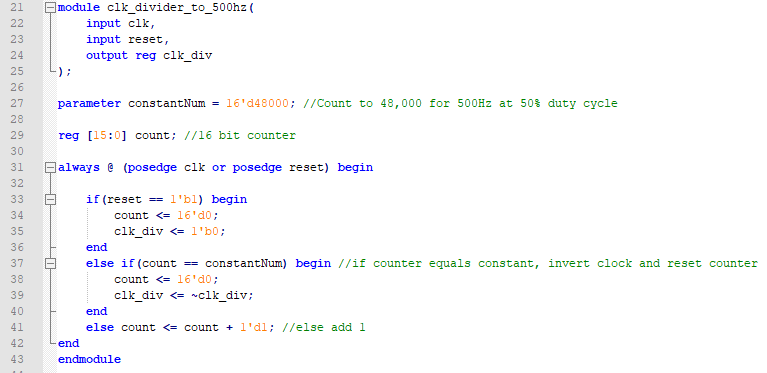 21 module clk_divider_to_500hz(
22 input clk,
23 input reset,
24 output reg clk_div
25 );
26
27 parameter constantNum = 16'd48000; //Count to 48,000 for 500Hz at 50% duty cycle
28
29 reg [15:0] count; //16 bit counter
30
31 always @ (posedge clk or posedge reset) begin
32
33 if(reset == 1'b1) begin
34 count <= 16'd0;
35 clk_div <= 1'b0;
36 end
37 else if(count == constantNum) begin //if counter equals constant, invert clock and reset counter
38 count <= 16'd0;
39 clk_div <= ~clk_div;
40 end
41 else count <= count + 1'd1; //else add 1
42 end
43 endmodule